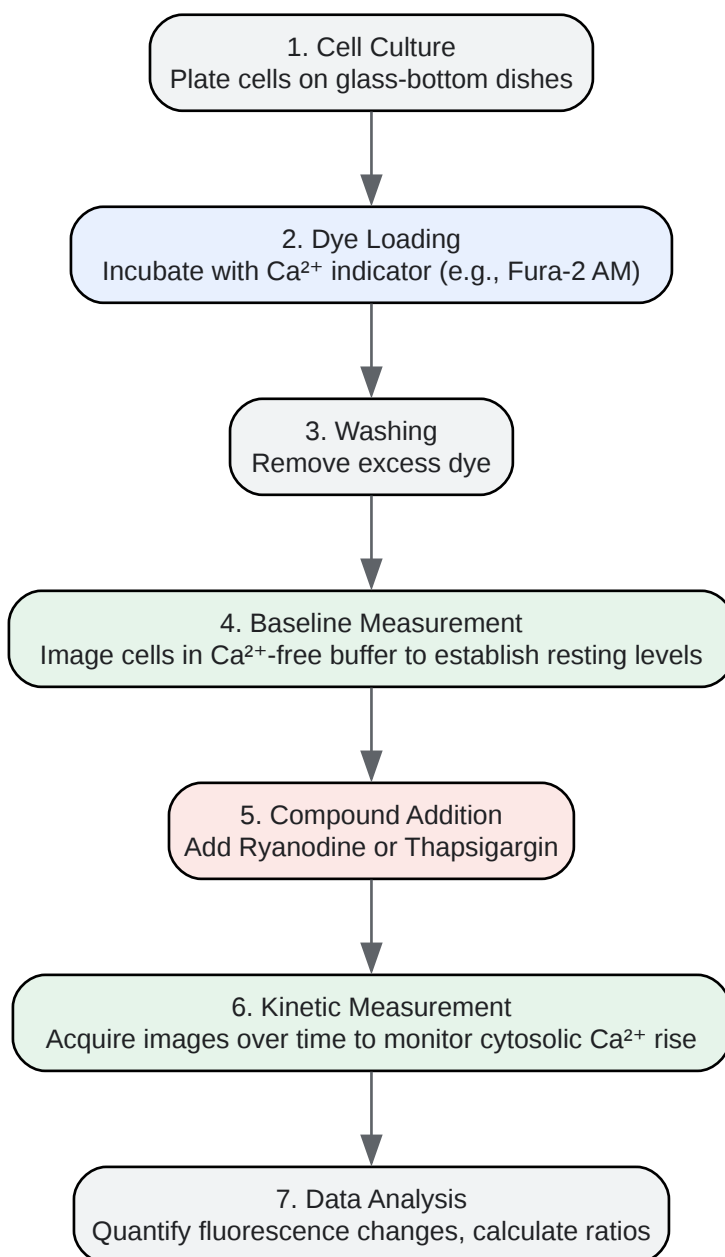 1. Cell Culture
Plate cells on glass-bottom dishes
2. Dye Loading
Incubate with Ca²⁺ indicator (e.g., Fura-2 AM)
3. Washing
Remove excess dye
4. Baseline Measurement
Image cells in Ca²⁺-free buffer to establish resting levels
5. Compound Addition
Add Ryanodine or Thapsigargin
6. Kinetic Measurement
Acquire images over time to monitor cytosolic Ca²⁺ rise
7. Data Analysis
Quantify fluorescence changes, calculate ratios